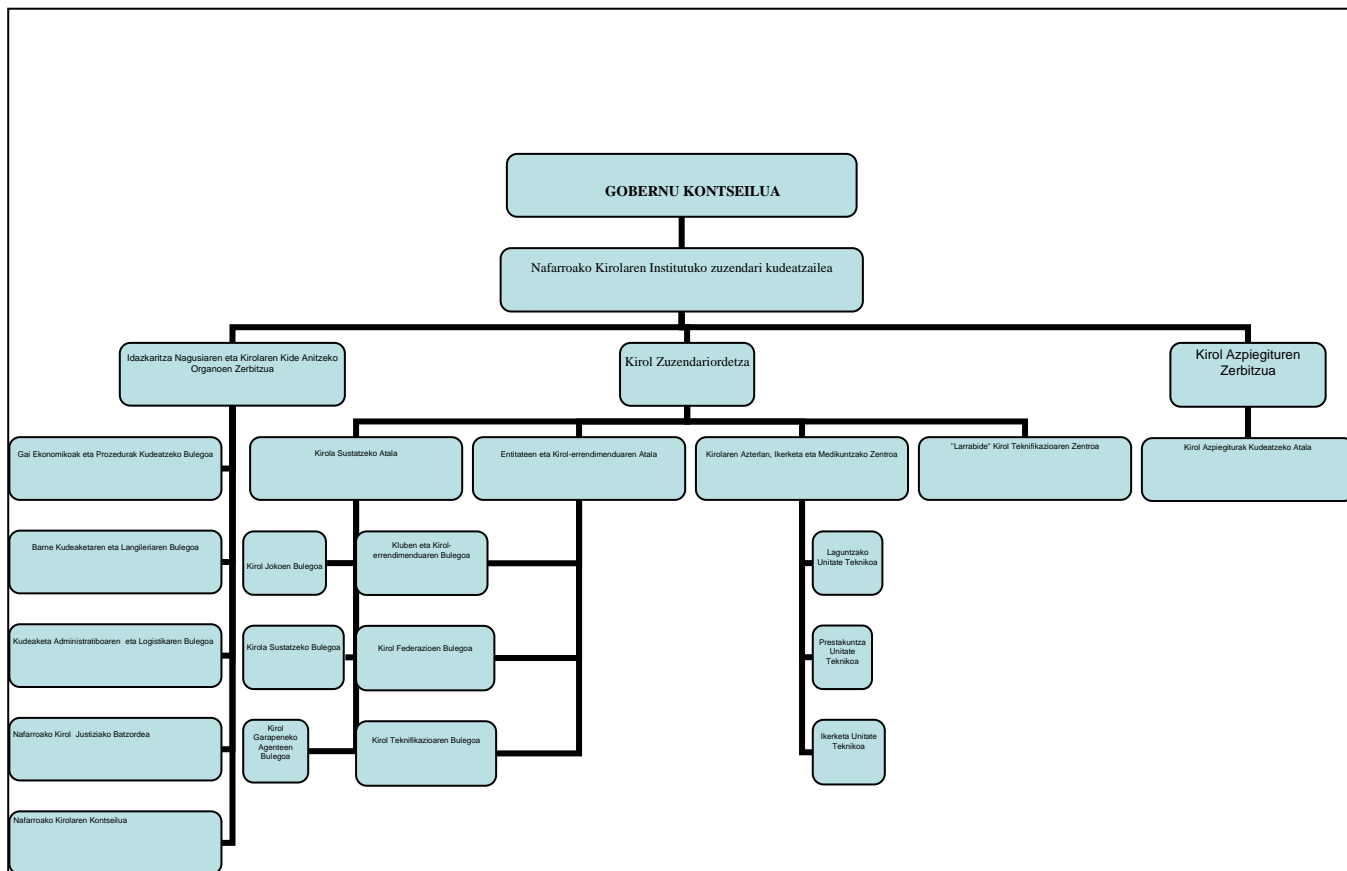 GOBERNU KONTSEILUA
Nafarroako Kirolaren Institutuko zuzendari kudeatzailea
Idazkaritza Nagusiaren eta Kirolaren Kide Anitzeko
Organoen Zerbitzua
Kirol Zuzendariordetza
Kirol Azpiegituren
Zerbitzua
Gai Ekonomikoak eta Prozedurak Kudeatzeko Bulegoa
Kirola Sustatzeko Atala
Entitateen eta Kirol-errendimenduaren Atala
Kirolaren Azterlan, Ikerketa eta Medikuntzako Zentroa
"Larrabide" Kirol Teknifikazioaren Zentroa
Kirol Azpiegiturak Kudeatzeko Atala
Barne Kudeaketaren eta Langileriaren Bulegoa
Kirol Jokoen Bulegoa
Kluben eta Kirol-
errendimenduaren Bulegoa
Laguntzako
Unitate Teknikoa
Kudeaketa Administratiboaren eta Logistikaren Bulegoa
Kirola Sustatzeko Bulegoa
Kirol Federazioen Bulegoa
Prestakuntza
Unitate
Teknikoa
Nafarroako Kirol Justiziako Batzordea
Kirol
Garapeneko
Agenteen
Bulegoa
Kirol Teknifikazioaren Bulegoa
Ikerketa Unitate
Teknikoa
Nafarroako Kirolaren Kontseilua